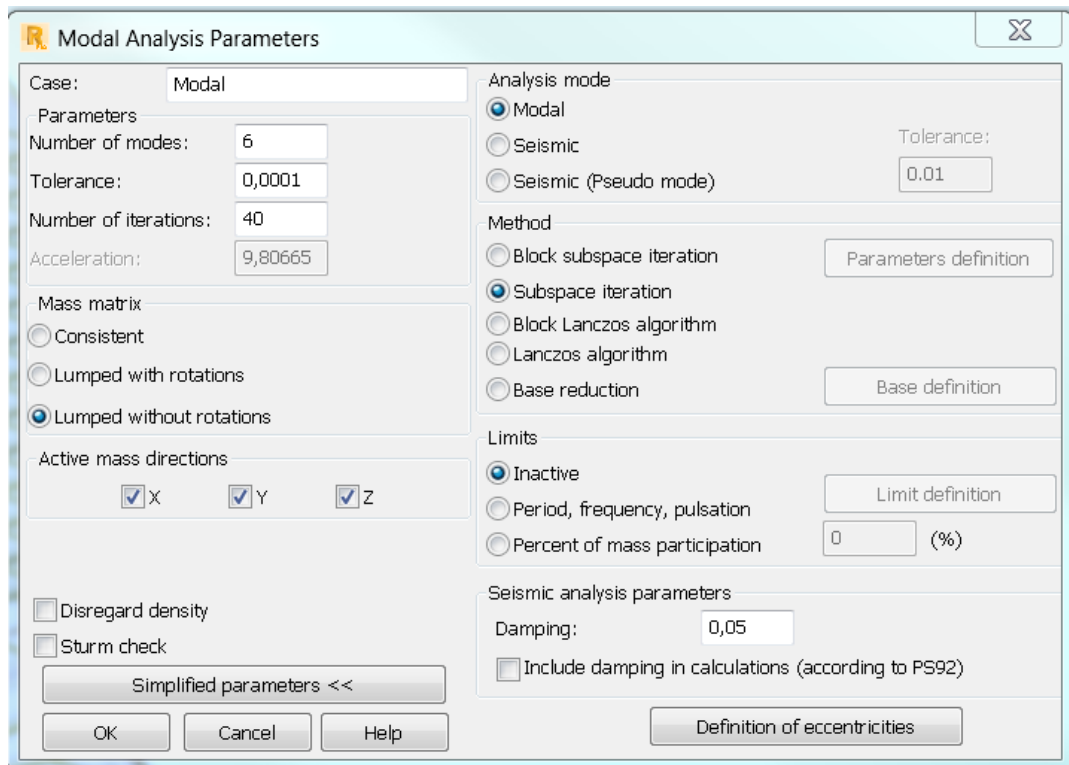 Modal Analysis Parameters
Case: Modal
Parameters
Number of modes: 6
Tolerance: 0,0001
Number of iterations: 40
Acceleration: 9,80665
Mass matrix
Consistent
Lumped with rotations
Lumped without rotations
Active mass directions
X Y Z
Disregard density
Sturm check
Simplified parameters <<
OK Cancel Help
Analysis mode
Modal
Seismic
Tolerance:
Seismic (Pseudo mode) 0.01
Method
Block subspace iteration Parameters definition
Subspace iteration
Block Lanczos algorithm
Lanczos algorithm
Base reduction Base definition
Limits
Inactive
Limit definition
Period, frequency, pulsation
Percent of mass participation 0 (%)
Seismic analysis parameters
Damping: 0,05
Include damping in calculations (according to PS92)
Definition of eccentricities